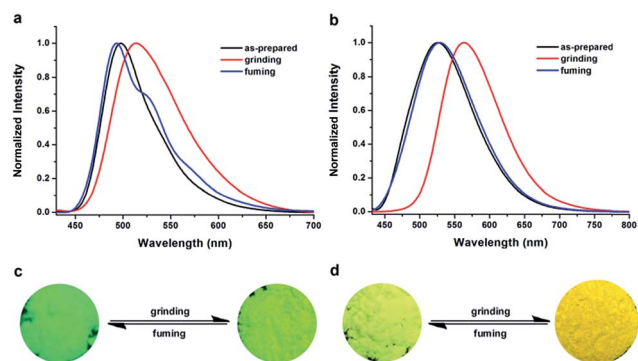 a
as-prepared
grinding
fuming
Normalized Intensity
1.0
0.8
0.6
0.4
0.2
0.0
450 500 550 600 650 700
Wavelength (nm)
b
as-prepared
grinding
fuming
Normalized Intensity
1.0
0.8
0.6
0.4
0.2
0.0
450 500 550 600 650 700 750 800
Wavelength (nm)
c
grinding
fuming
d
grinding
fuming